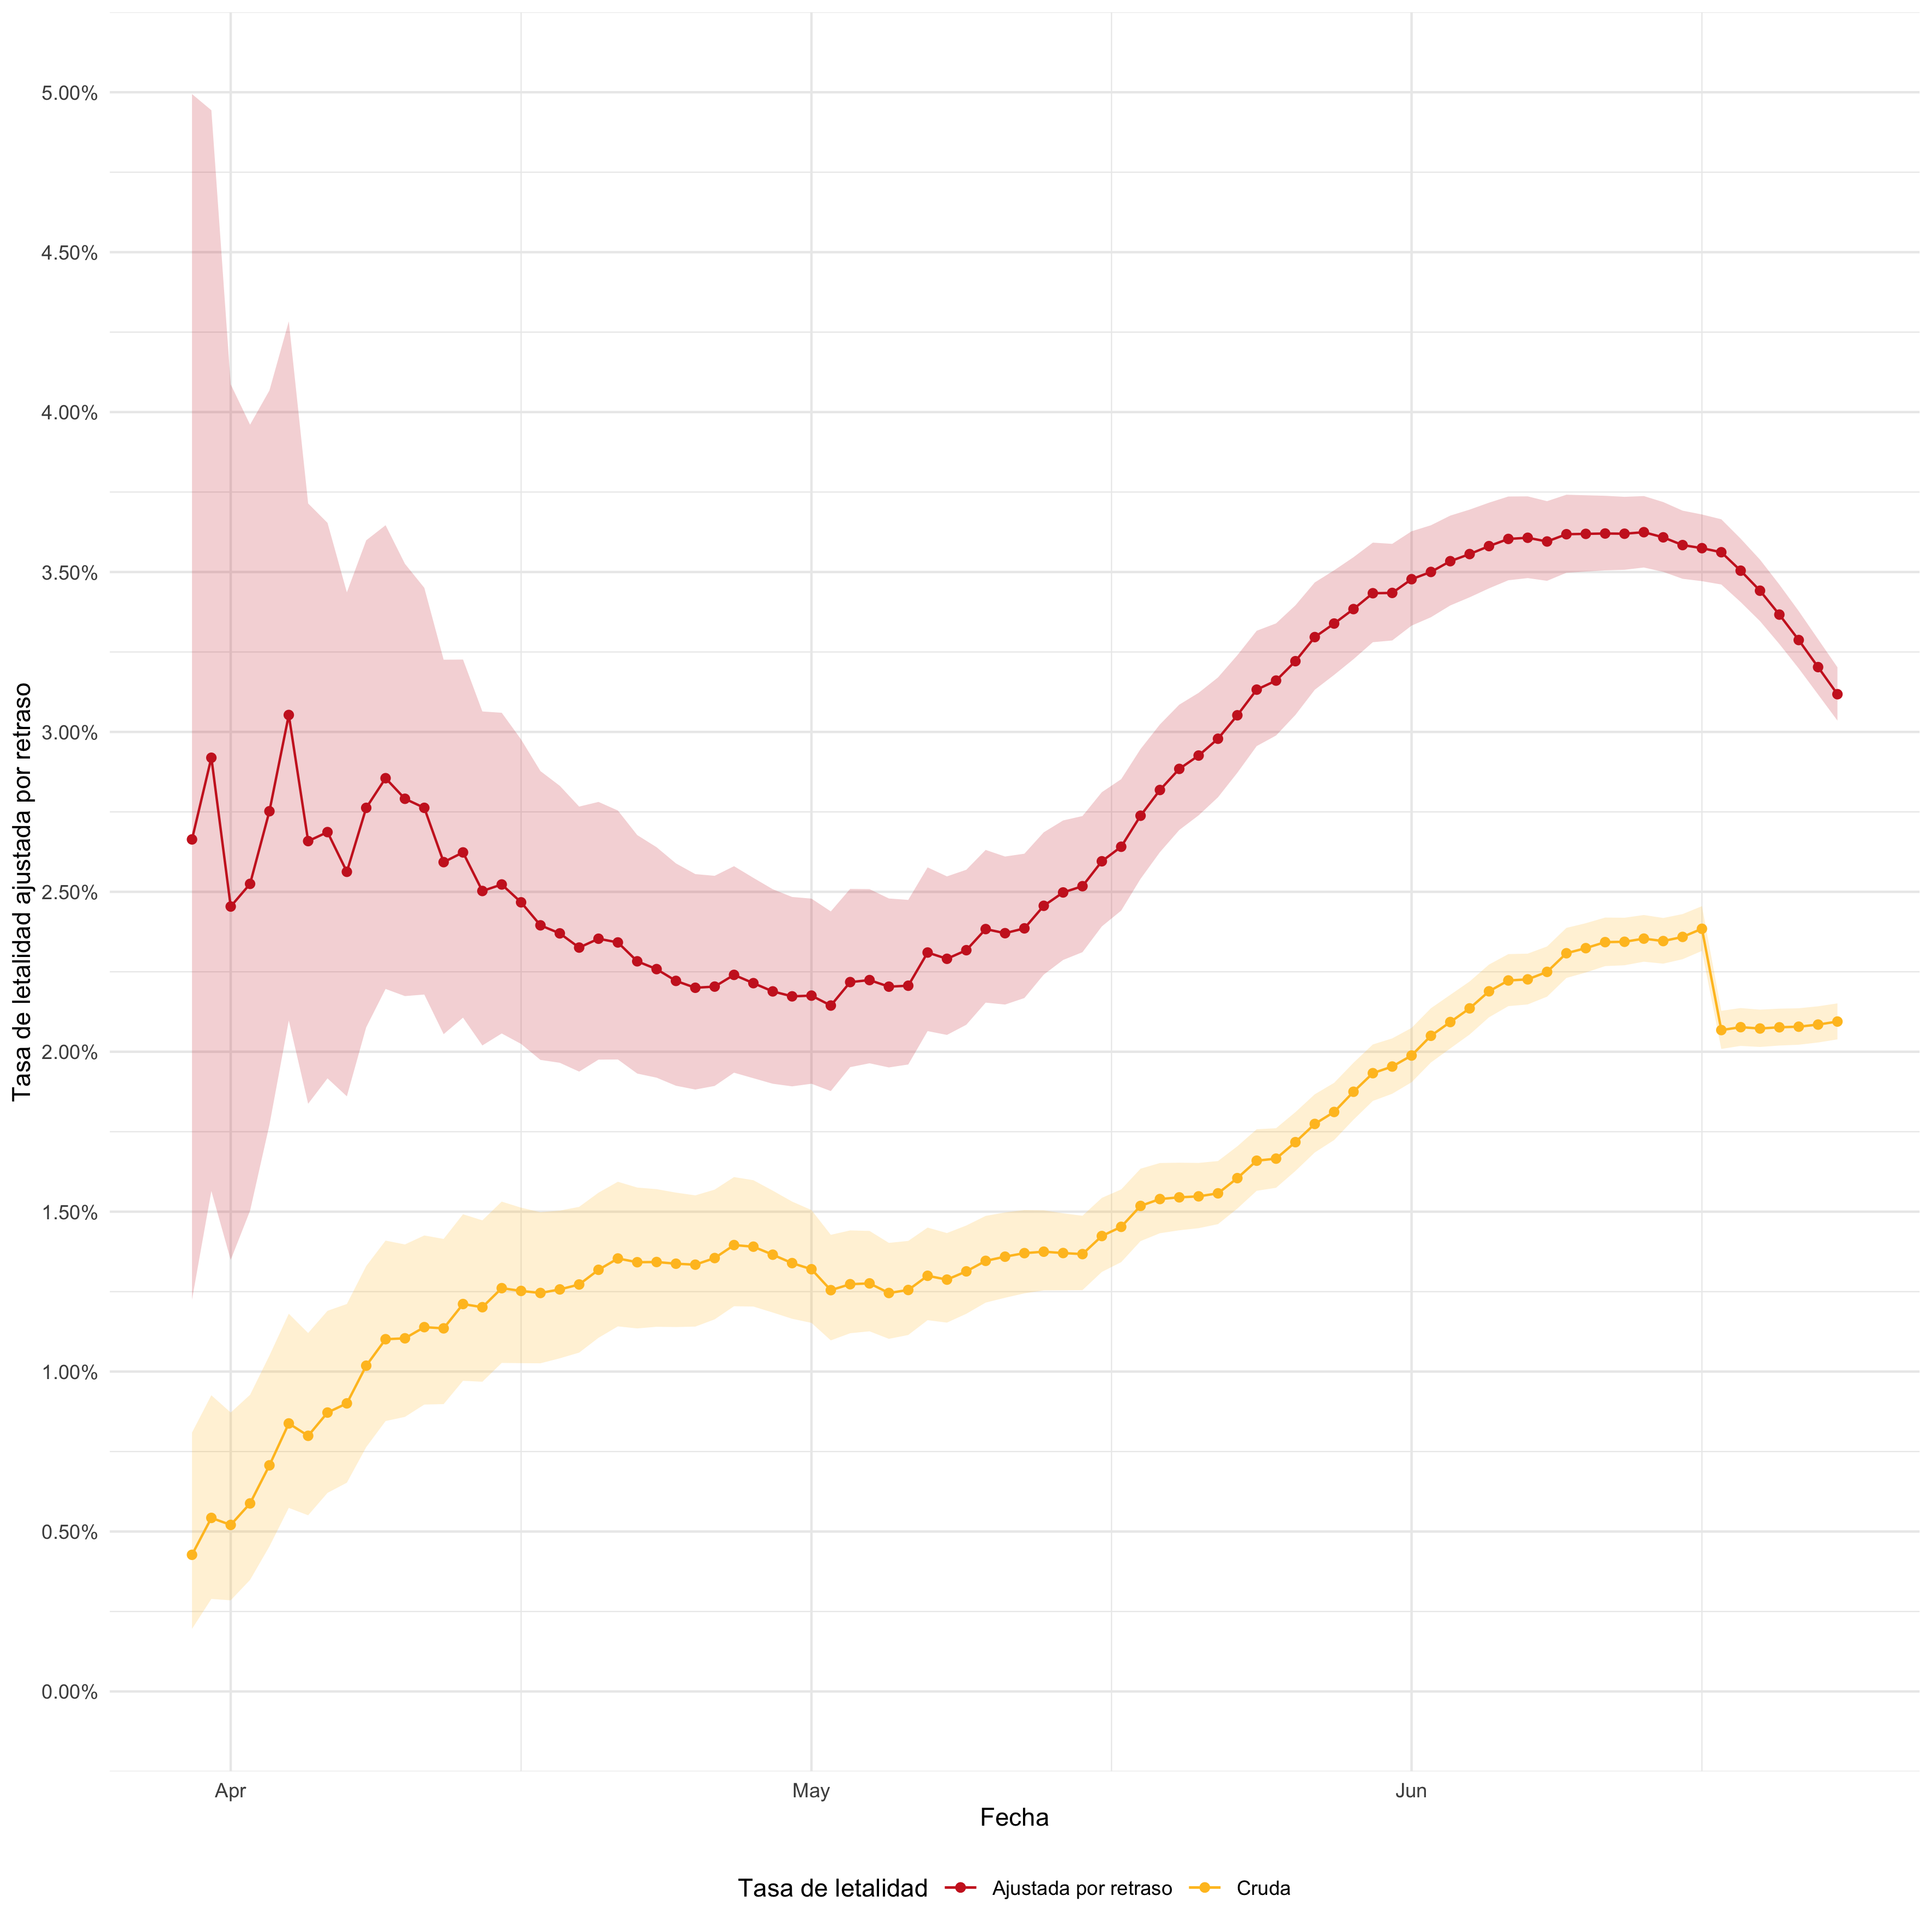 Tasa de letalidad ajustada por retraso
5.00%
4.50%
4.00%
3.50%
3.00%
2.50%
2.00%
1.50%
1.00%
0.50%
0.00%
Apr May Jun
Fecha
Tasa de letalidad Ajustada por retraso Cruda